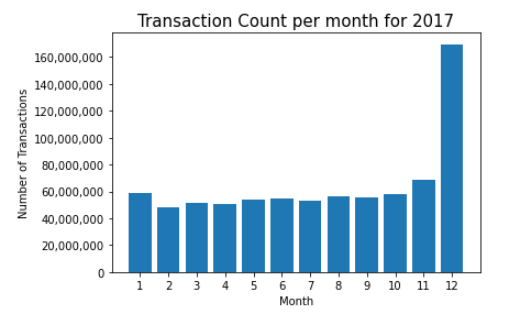 Transaction Count per month for 2017
160,000,000
140,000,000
120,000,000
100,000,000
80,000,000
60,000,000
40,000,000
20,000,000
0
Number of Transactions
1 2 3 4 5 6 7 8 9 10 11 12
Month